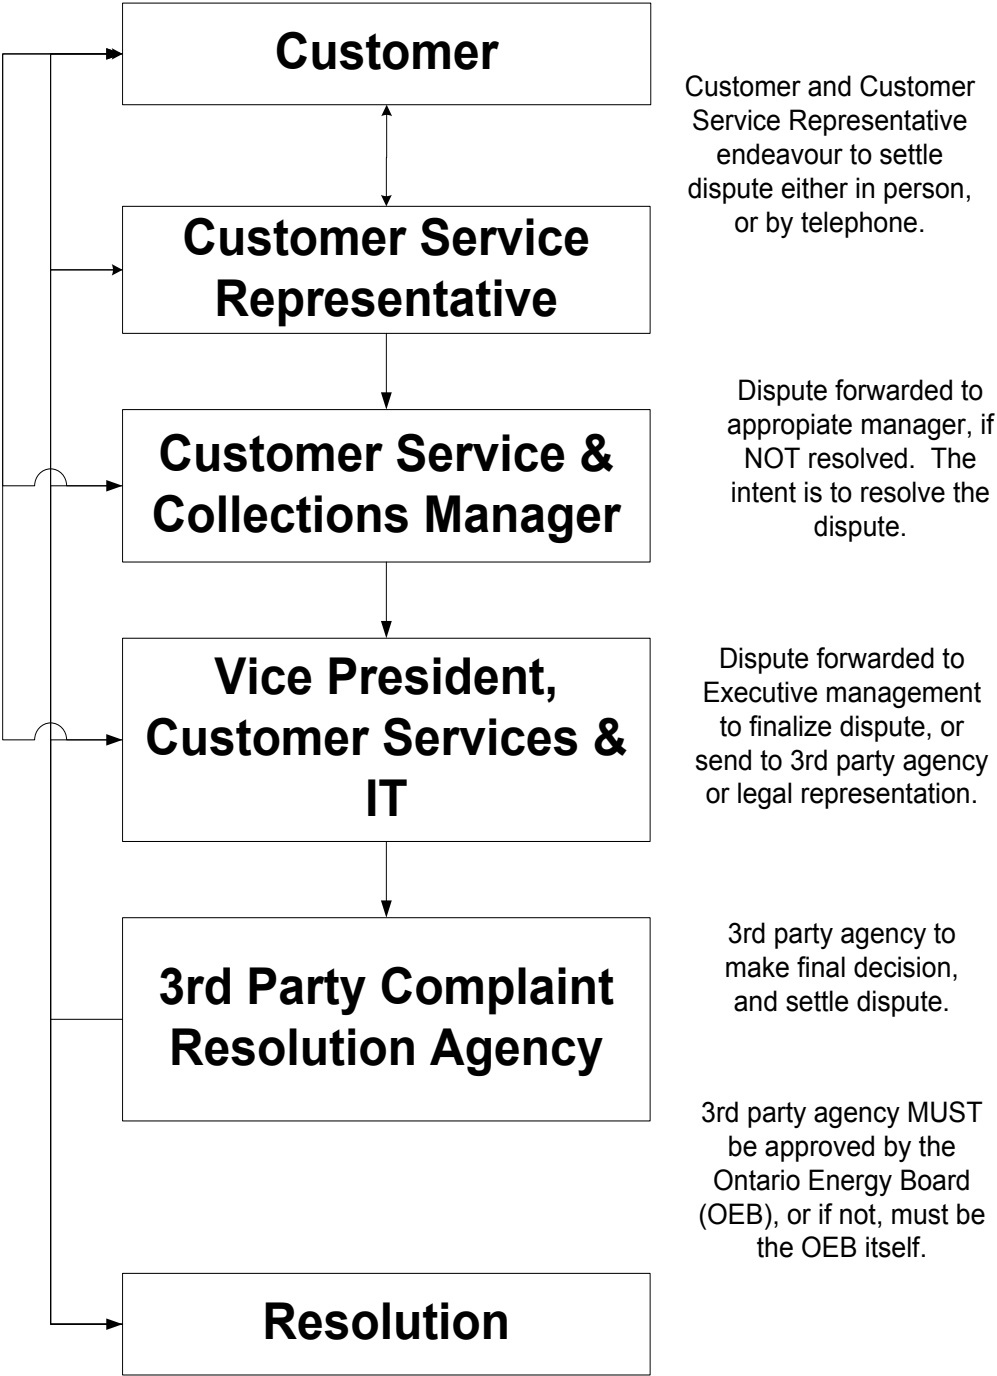 Customer
Customer and Customer
Service Representative
endeavour to settle
dispute either in person,
or by telephone.
Customer Service
Representative
Dispute forwarded to
appropiate manager, if
NOT resolved.  The
intent is to resolve the
dispute.
Customer Service &
Collections Manager
Dispute forwarded to
Executive management
to finalize dispute, or
send to 3rd party agency
or legal representation.
Vice President,
Customer Services &
IT
3rd party agency to
make final decision,
and settle dispute.
3rd Party Complaint
Resolution Agency
3rd party agency MUST
be approved by the
Ontario Energy Board
(OEB), or if not, must be
the OEB itself.
Resolution